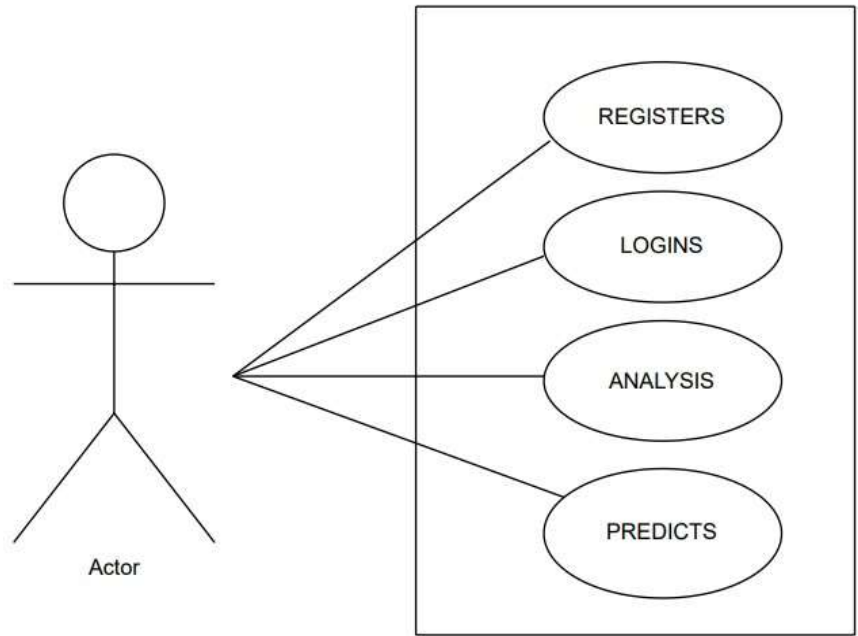 REGISTERS
LOGINS
ANALYSIS
PREDICTS
Actor